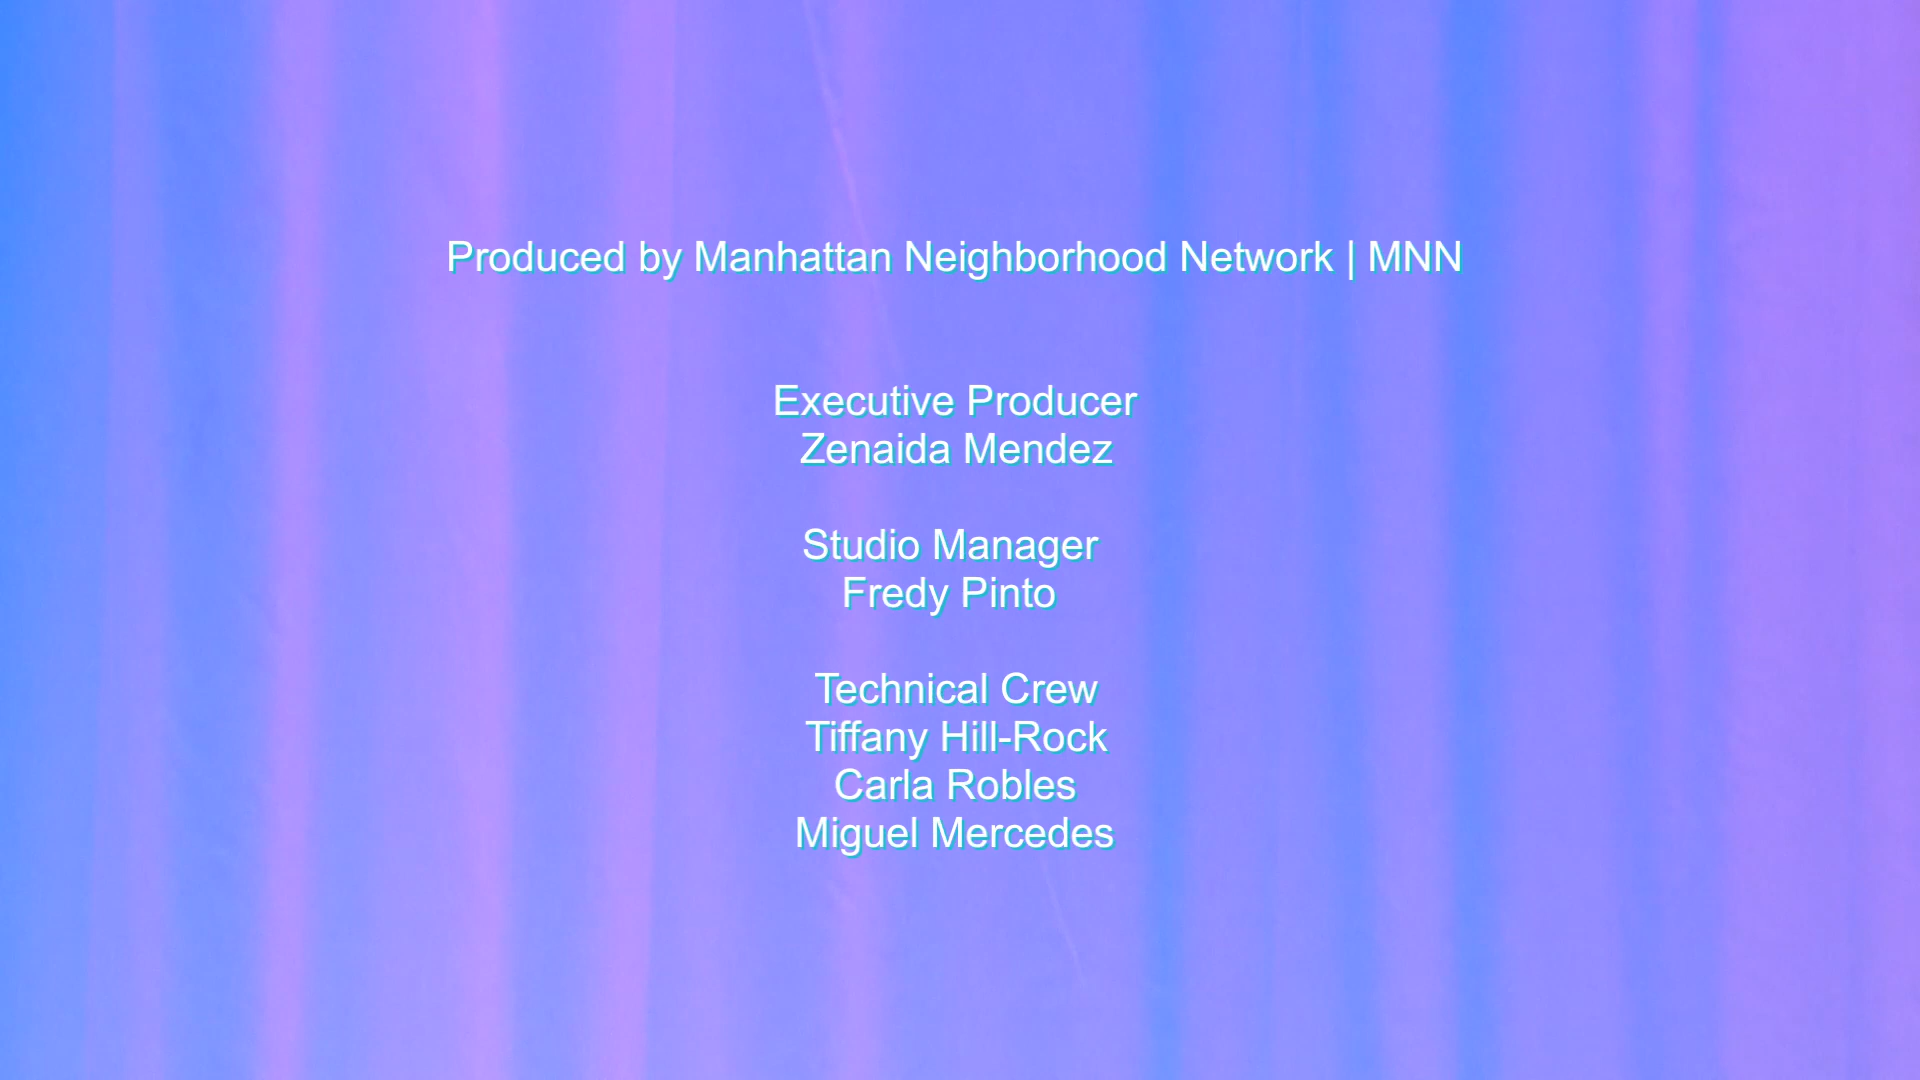 Produced by Manhattan Neighborhood Network | MNN
Executive Producer
Zenaida Mendez
Studio Manager
Fredy Pinto
Technical Crew
Tiffany Hill-Rock
Carla Robles
Miguel Mercedes